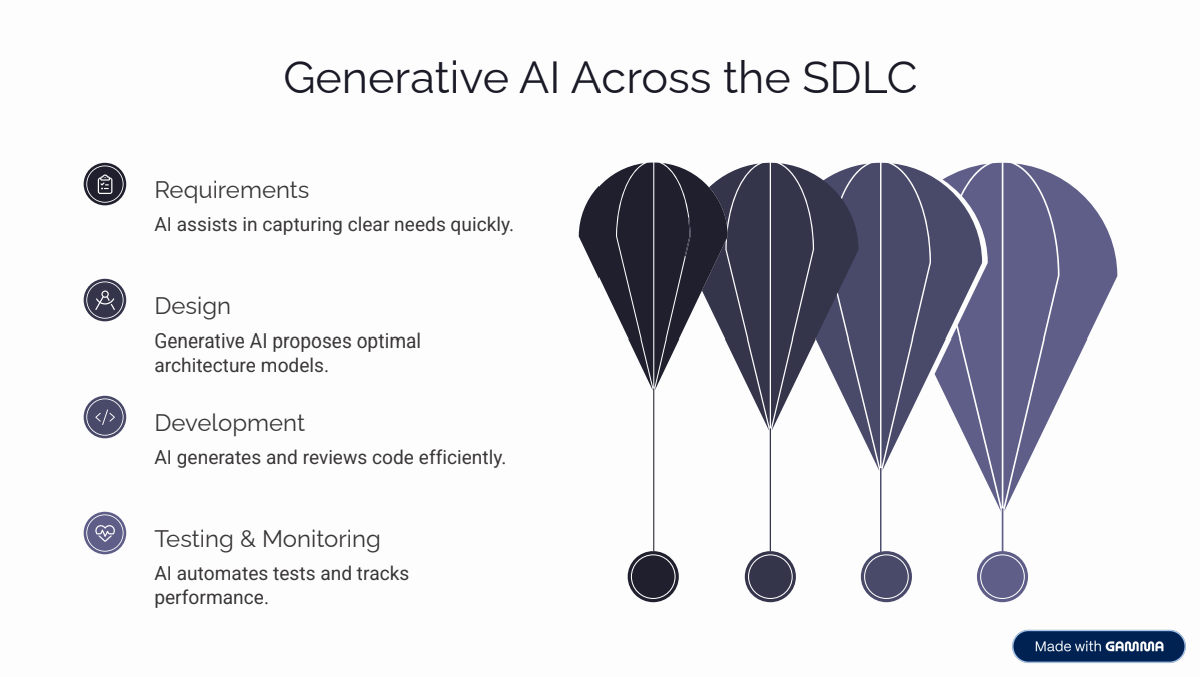 Generative AI Across the SDLC
Requirements
AI assists in capturing clear needs quickly.
Design
Generative AI proposes optimal
architecture models.
Development
AI generates and reviews code efficiently.
Testing & Monitoring
AI automates tests and tracks
performance.
Made with GAMMA